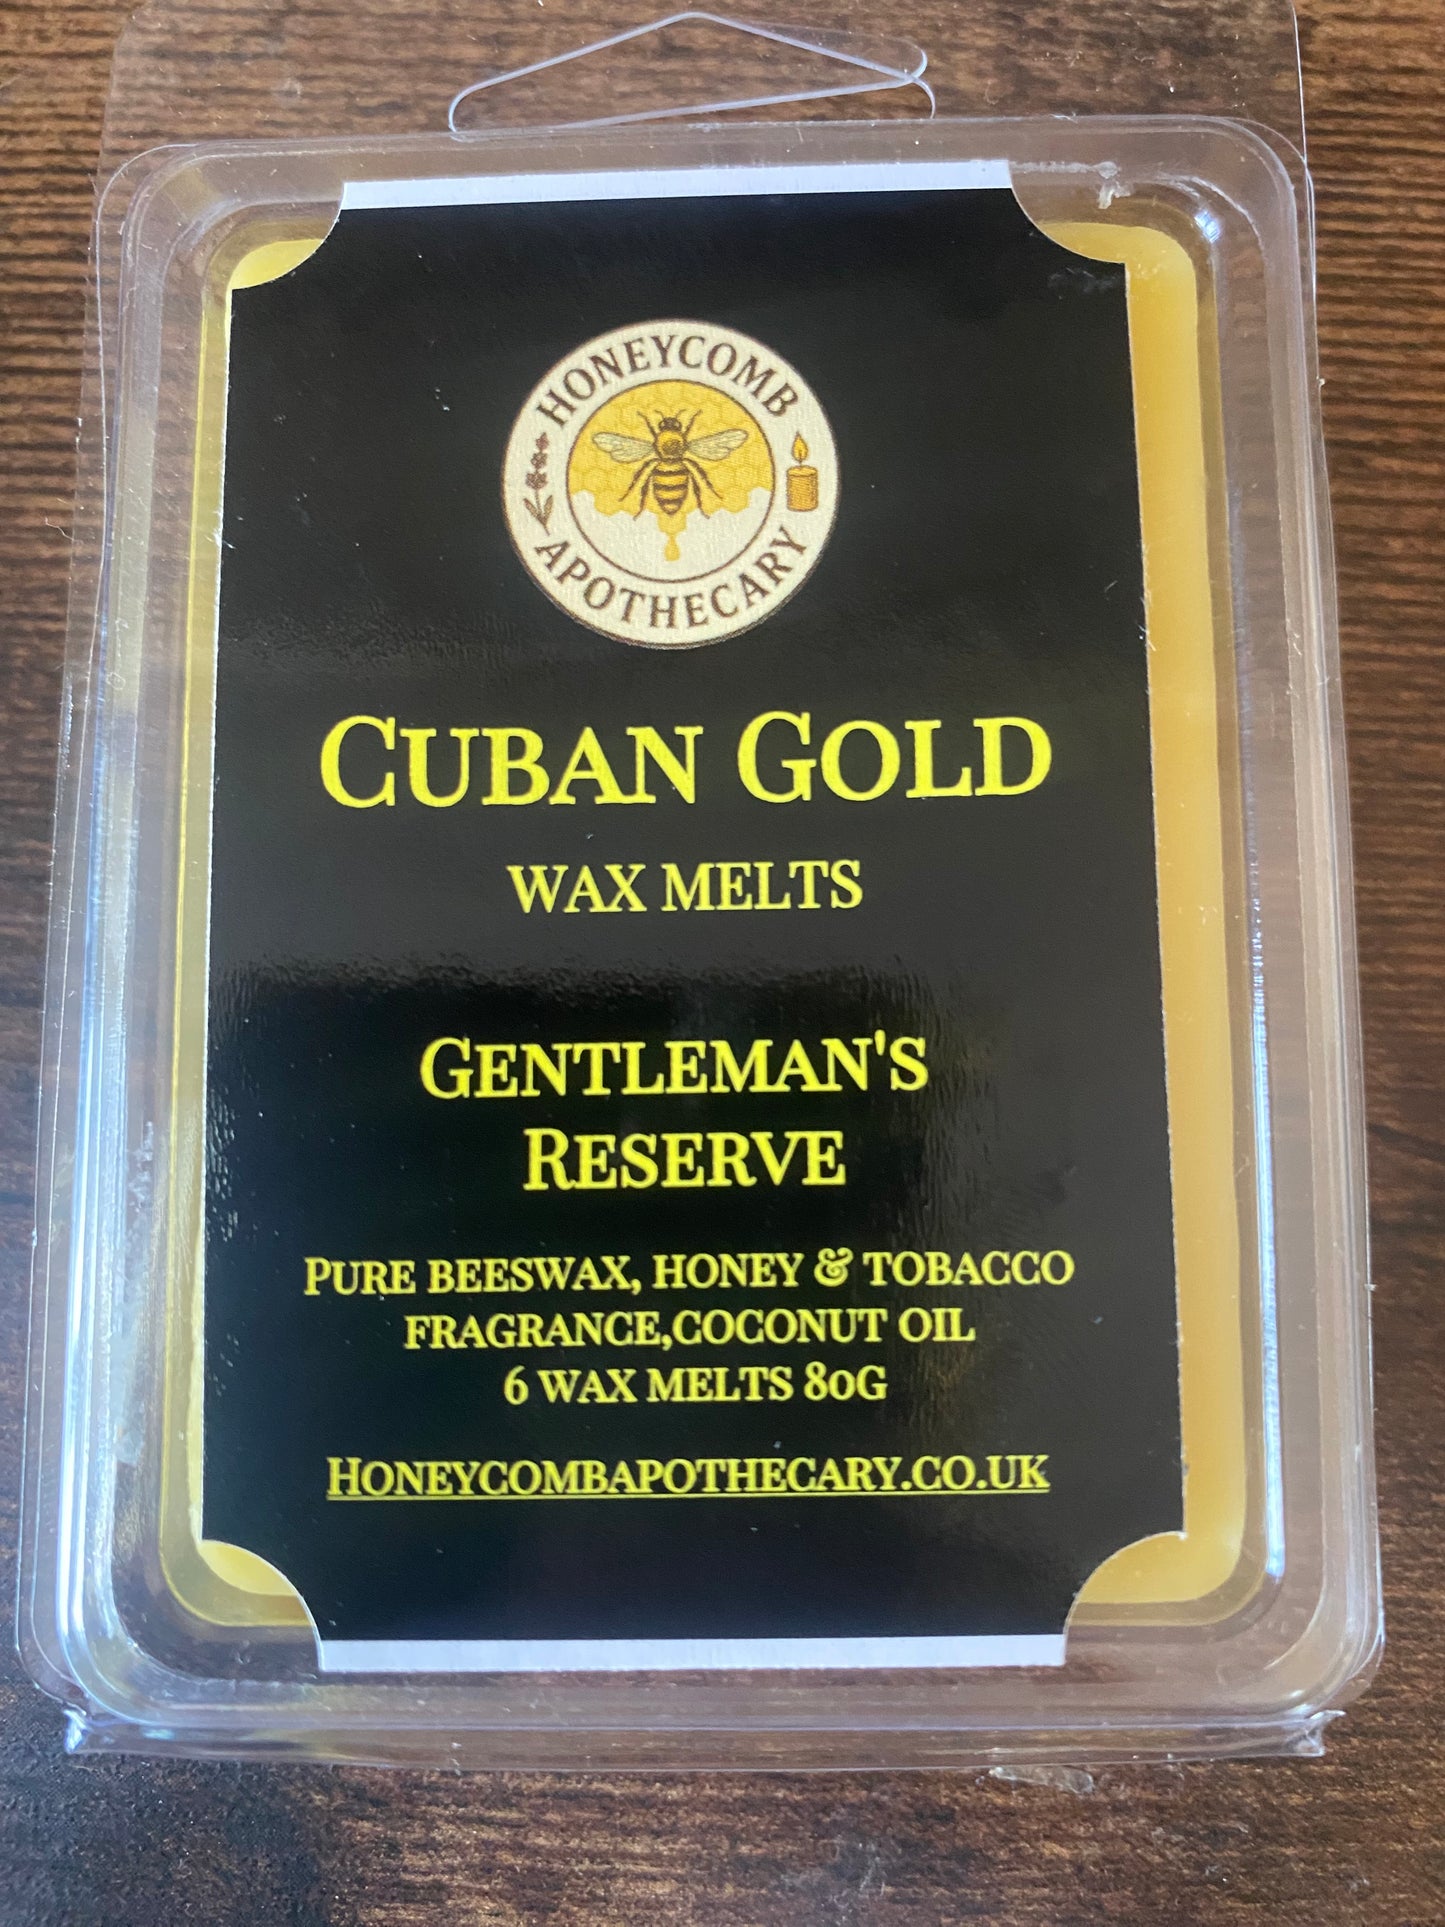 HONEYCOMB
APOTHECARY
CUBAN GOLD
WAX MELTS
GENTLEMAN'S
RESERVE
PURE BEESWAX, HONEY & TOBACCO
FRAGRANCE,COCONUT OIL
6 WAX MELTS 80G
HONEYCOMBAPOTHECARY.CO.UK